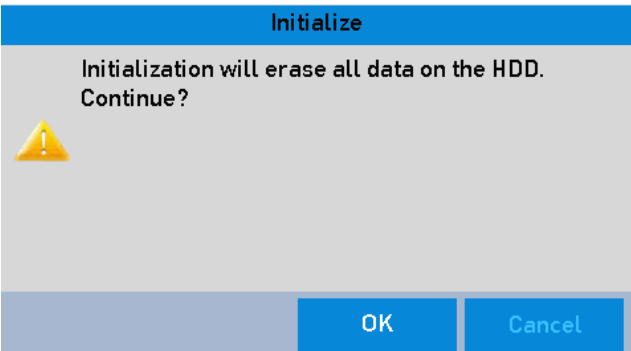 Initialize
Initialization will erase all data on the HDD.
Continue?
OK
Cancel